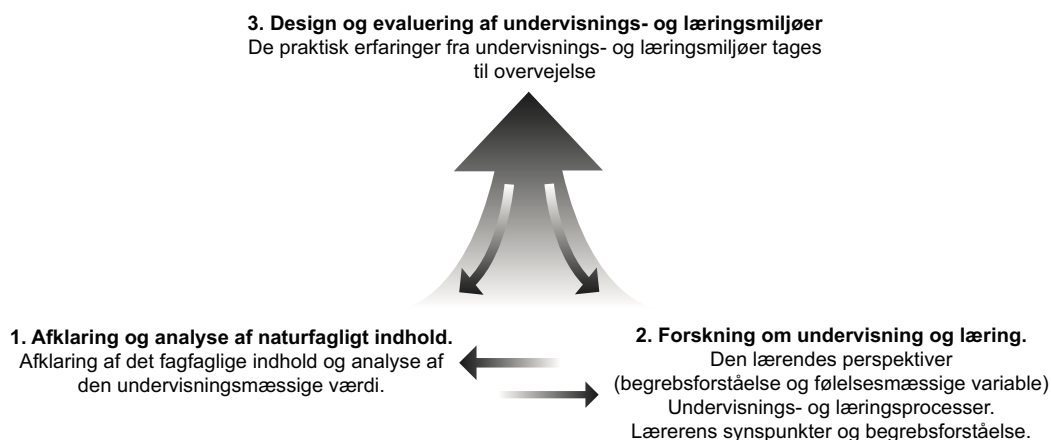 3. Design og evaluering af undervisnings- og læringsmiljøer
De praktisk erfaringer fra undervisnings- og læringsmiljøer tages
til overvejelse
1. Afklaring og analyse af naturfagligt indhold.
Afklaring af det fagfaglige indhold og analyse af
den undervisningsmæssige værdi.
2. Forskning om undervisning og læring.
Den lærendes perspektiver
(begrebsforståelse og følelsesmæssige variable)
Undervisnings- og læringsprocesser.
Lærerens synspunkter og begrebsforståelse.